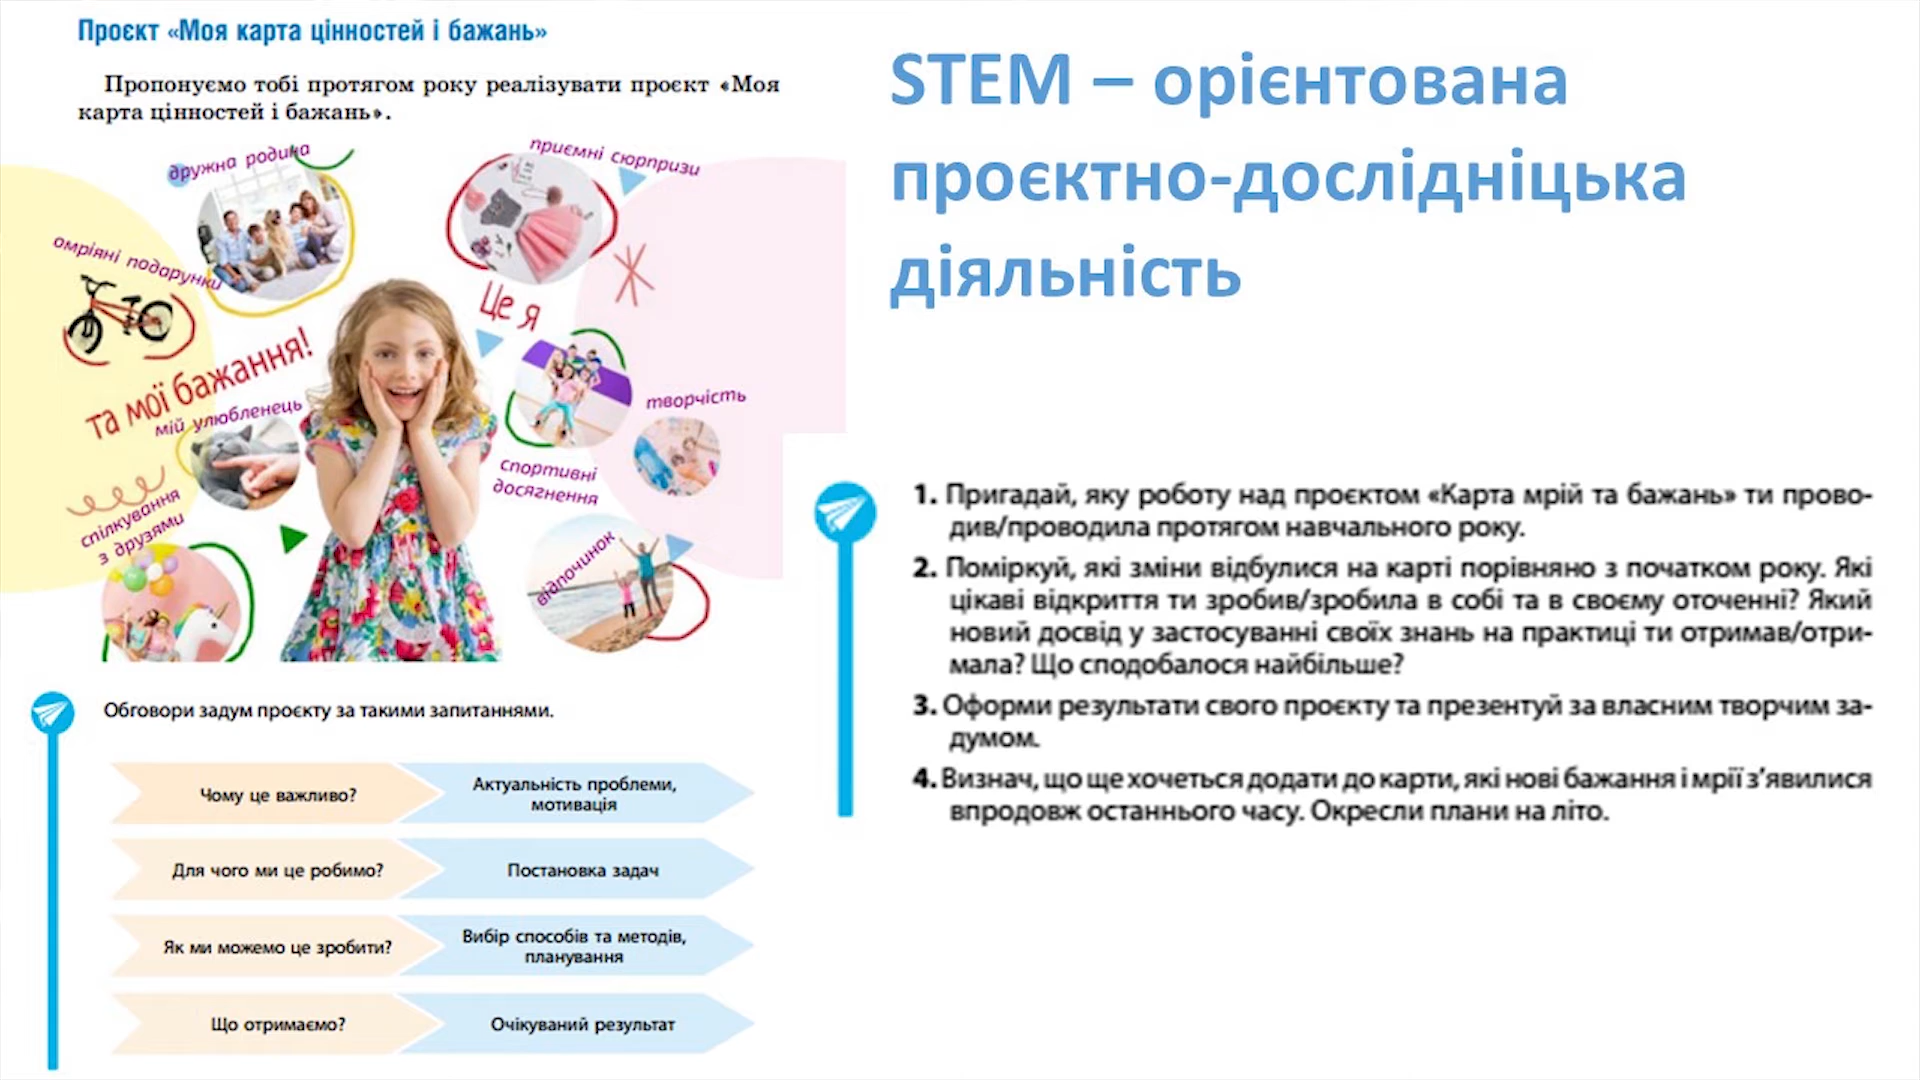 Проєкт «Моя карта цінностей і бажань»
Пропонуємо тобі протягом року реалізувати проєкт «Моя
карта цінностей і бажань».
дружна родина
приємні сюрпризи
омріяні подарунки
Це я
та мої бажання!
мій улюбленець
творчість
спортивні
досягнення
спілкування
з друзями
відпочинок
Обговори задум проєкту за такими запитаннями.
Чому це важливо?
Актуальність проблеми,
мотивація
Для чого ми це робимо?
Постановка задач
Як ми можемо це зробити?
Вибір способів та методів,
планування
Що отримаємо?
Очікуваний результат
STEM – орієнтована
проєктно-дослідніцька
діяльність
1. Пригадай, яку роботу над проєктом «Карта мрій та бажань» ти прово-
див/проводила протягом навчального року.
2. Поміркуй, які зміни відбулися на карті порівняно з початком року. Які
цікаві відкриття ти зробив/зробила в собі та в своєму оточенні? Який
новий досвід у застосуванні своїх знань на практиці ти отримав/отри-
мала? Що сподобалося найбільше?
3. Оформи результати свого проєкту та презентуй за власним творчим за-
думом.
4. Визнач, що ще хочеться додати до карти, які нові бажання і мрії з’явилися
впродовж останнього часу. Окресли плани на літо.